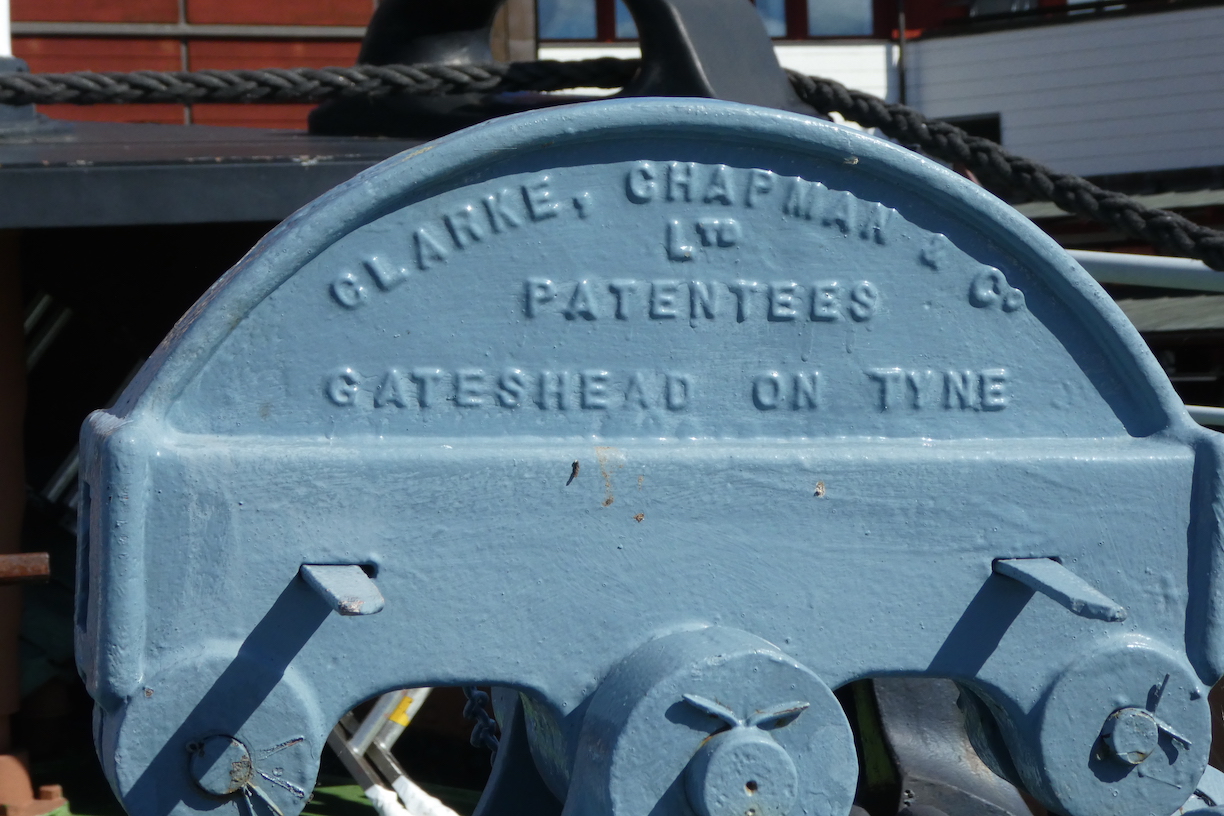 CLARKE, CHAPMAN & Co
LTD
PATENTEES
GATESHEAD ON TYNE